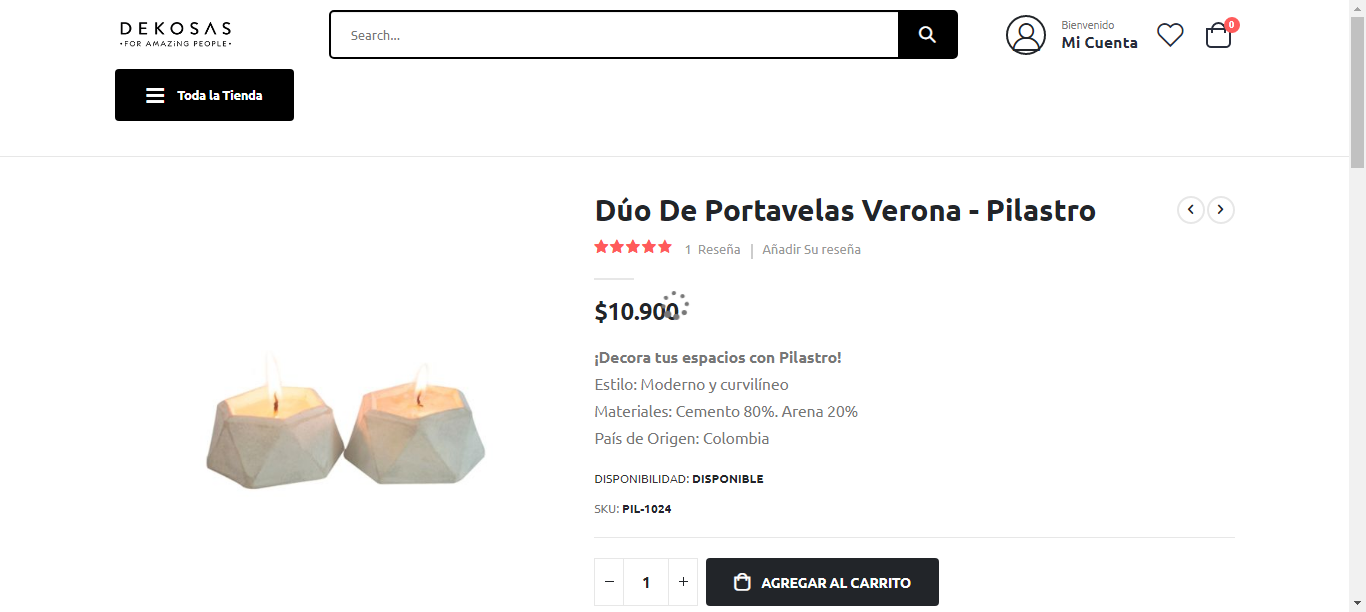 DEKOSAS
•FOR AMAZING PEOPLE•
Search...
Bienvenido
Mi Cuenta
0
Toda la Tienda
Dúo De Portavelas Verona - Pilastro
1 Reseña | Añadir Su reseña
$10.900
¡Decora tus espacios con Pilastro!
Estilo: Moderno y curvilíneo
Materiales: Cemento 80%. Arena 20%
País de Origen: Colombia
DISPONIBILIDAD: DISPONIBLE
SKU: PIL-1024
− 1 +
AGREGAR AL CARRITO